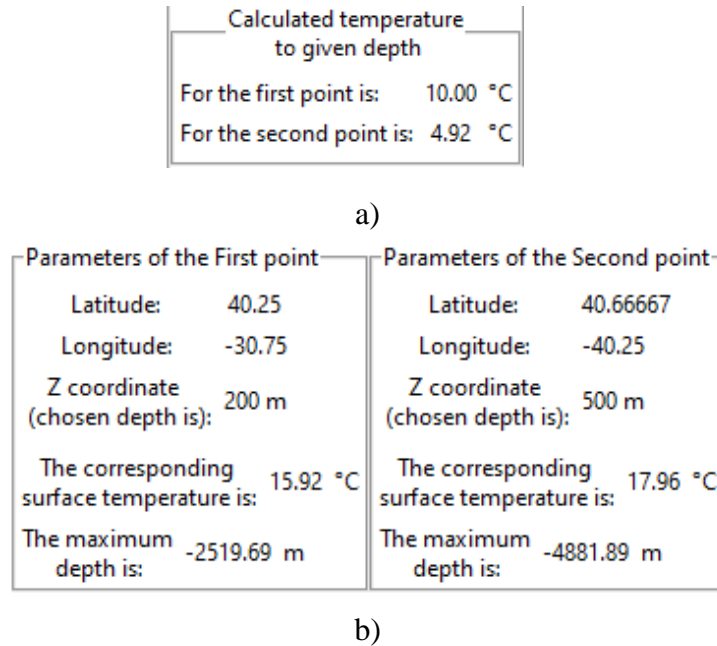 Calculated temperature
to given depth
For the first point is: 10.00 °C
For the second point is: 4.92 °C
a)
Parameters of the First point
Latitude: 40.25
Longitude: -30.75
Z coordinate
(chosen depth is): 200 m
The corresponding
surface temperature is: 15.92 °C
The maximum
depth is: -2519.69 m
Parameters of the Second point
Latitude: 40.66667
Longitude: -40.25
Z coordinate
(chosen depth is): 500 m
The corresponding
surface temperature is: 17.96 °C
The maximum
depth is: -4881.89 m
b)